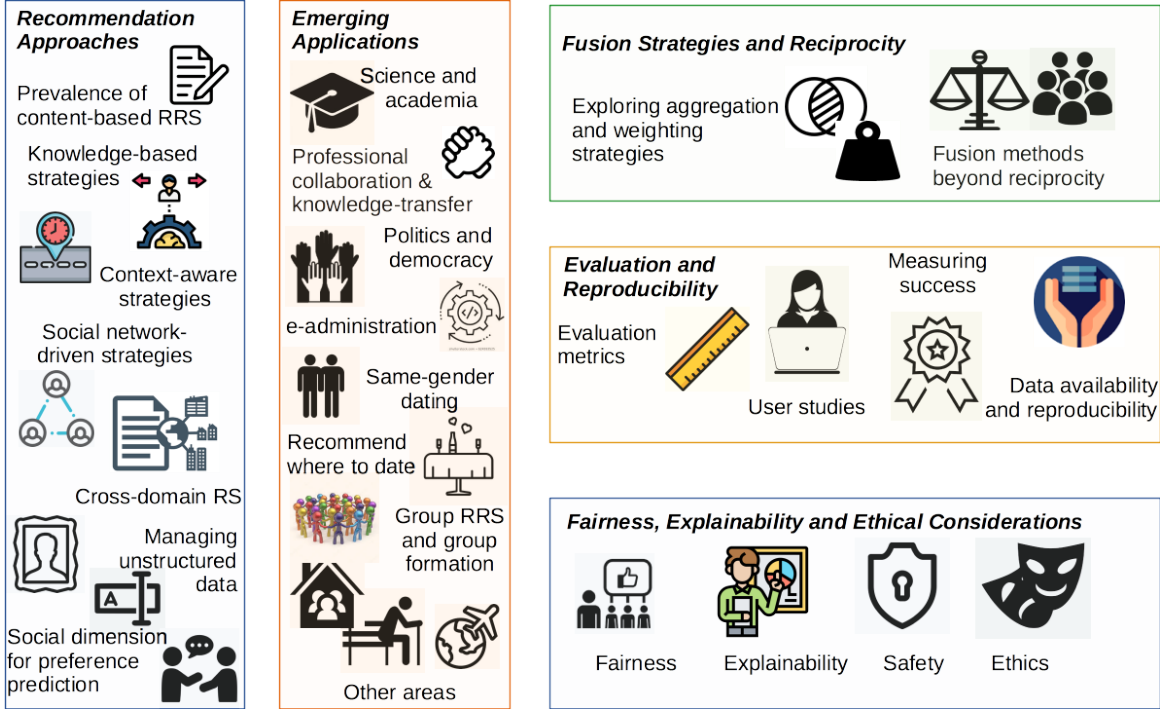 Recommendation
Approaches
Prevalence of
content-based RRS
Knowledge-based
strategies
Context-aware
strategies
Social network-
driven strategies
Cross-domain RS
Managing
unstructured
data
A
Social dimension
for preference
prediction
Emerging
Applications
Science and
academia
Professional
collaboration &
knowledge-transfer
Politics and
democracy
e-administration
Same-gender
dating
Recommend
where to date
Group RRS
and group
formation
Other areas
Fusion Strategies and Reciprocity
Exploring aggregation
and weighting
strategies
Fusion methods
beyond reciprocity
Evaluation and
Reproducibility
Evaluation
metrics
User studies
Measuring
success
Data availability
and reproducibility
Fairness, Explainability and Ethical Considerations
Fairness
Explainability
Safety
Ethics